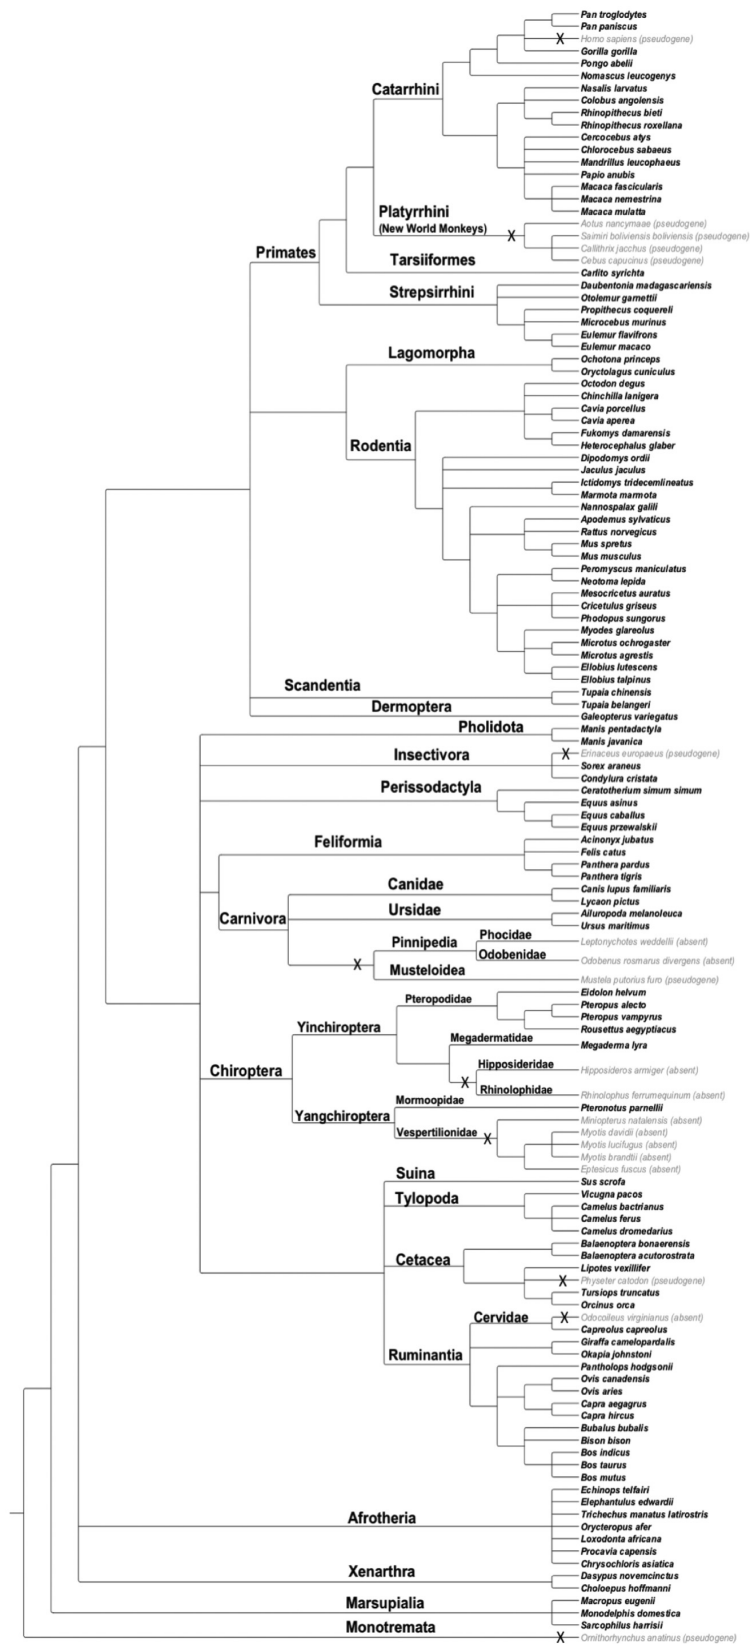 Pan troglodytes
Pan paniscus
X Homo sapiens (pseudogene)
Gorilla gorilla
Pongo abelii
Nomascus leucogenys
Catarrhini
Nasalis larvatus
Colobus angolensis
Rhinopithecus bieti
Rhinopithecus roxellana
Cercocebus atys
Chlorocebus sabaeus
Mandrillus leucophaeus
Papio anubis
Macaca fascicularis
Macaca nemestrina
Macaca mulatta
Platyrrhini
(New World Monkeys)
X
Aotus nancymaae (pseudogene)
Saimiri boliviensis boliviensis (pseudogene)
Callithrix jacchus (pseudogene)
Cebus capucinus (pseudogene)
Primates
Tarsiiformes
Carlito syrichta
Strepsirrhini
Daubentonia madagascariensis
Otolemur garnettii
Propithecus coquereli
Microcebus murinus
Eulemur flavifrons
Eulemur macaco
Lagomorpha
Ochotona princeps
Oryctolagus cuniculus
Octodon degus
Chinchilla lanigera
Cavia porcellus
Cavia aperea
Fukomys damarensis
Heterocephalus glaber
Rodentia
Dipodomys ordii
Jaculus jaculus
Ictidomys tridecemlineatus
Marmota marmota
Nannospalax galili
Apodemus sylvaticus
Rattus norvegicus
Mus spretus
Mus musculus
Peromyscus maniculatus
Neotoma lepida
Mesocricetus auratus
Cricetulus griseus
Phodopus sungorus
Myodes glareolus
Microtus ochrogaster
Microtus agrestis
Ellobius lutescens
Ellobius talpinus
Scandentia
Tupaia chinensis
Tupaia belangeri
Dermoptera
Galeopterus variegatus
Pholidota
Manis pentadactyla
Manis javanica
Insectivora
X Erinaceus europaeus (pseudogene)
Sorex araneus
Condylura cristata
Perissodactyla
Ceratotherium simum simum
Equus asinus
Equus caballus
Equus przewalskii
Feliformia
Acinonyx jubatus
Felis catus
Panthera pardus
Panthera tigris
Carnivora
Canidae
Canis lupus familiaris
Lycaon pictus
Ursidae
Ailuropoda melanoleuca
Ursus maritimus
X
Pinnipedia
Phocidae
Leptonychotes weddellii (absent)
Odobenidae
Odobenus rosmarus divergens (absent)
Musteloidea
Mustela putorius furo (pseudogene)
Chiroptera
Yinchiroptera
Pteropodidae
Eidolon helvum
Pteropus alecto
Pteropus vampyrus
Rousettus aegyptiacus
Megadermatidae
Megaderma lyra
X
Hipposideridae
Hipposideros armiger (absent)
Rhinolophidae
Rhinolophus ferrumequinum (absent)
Yangchiroptera
Mormoopidae
Pteronotus parnellii
Vespertilionidae
X
Miniopterus natalensis (absent)
Myotis davidii (absent)
Myotis lucifugus (absent)
Myotis brandtii (absent)
Eptesicus fuscus (absent)
Suina
Sus scrofa
Tylopoda
Vicugna pacos
Camelus bactrianus
Camelus ferus
Camelus dromedarius
Cetacea
Balaenoptera bonaerensis
Balaenoptera acutorostrata
Lipotes vexillifer
X Physeter catodon (pseudogene)
Tursiops truncatus
Orcinus orca
Ruminantia
Cervidae
X Odocoileus virginianus (absent)
Capreolus capreolus
Giraffa camelopardalis
Okapia johnstoni
Pantholops hodgsonii
Ovis canadensis
Ovis aries
Capra aegagrus
Capra hircus
Bubalus bubalis
Bison bison
Bos indicus
Bos taurus
Bos mutus
Afrotheria
Echinops telfairi
Elephantulus edwardii
Trichechus manatus latirostris
Orycteropus afer
Loxodonta africana
Procavia capensis
Chrysochloris asiatica
Xenarthra
Dasypus novemcinctus
Choloepus hoffmanni
Marsupialia
Macropus eugenii
Monodelphis domestica
Sarcophilus harrisii
Monotremata
X Ornithorhynchus anatinus (pseudogene)